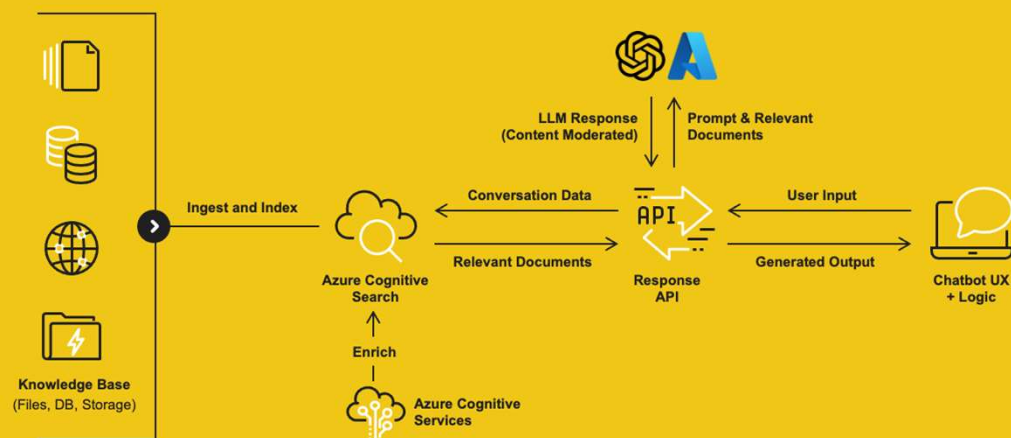 LLM Response
(Content Moderated)
Prompt & Relevant
Documents
Ingest and Index
Conversation Data
API
User Input
Relevant Documents
Generated Output
Azure Cognitive
Search
Response
API
Chatbot UX
+ Logic
Enrich
Knowledge Base
(Files, DB, Storage)
Azure Cognitive
Services